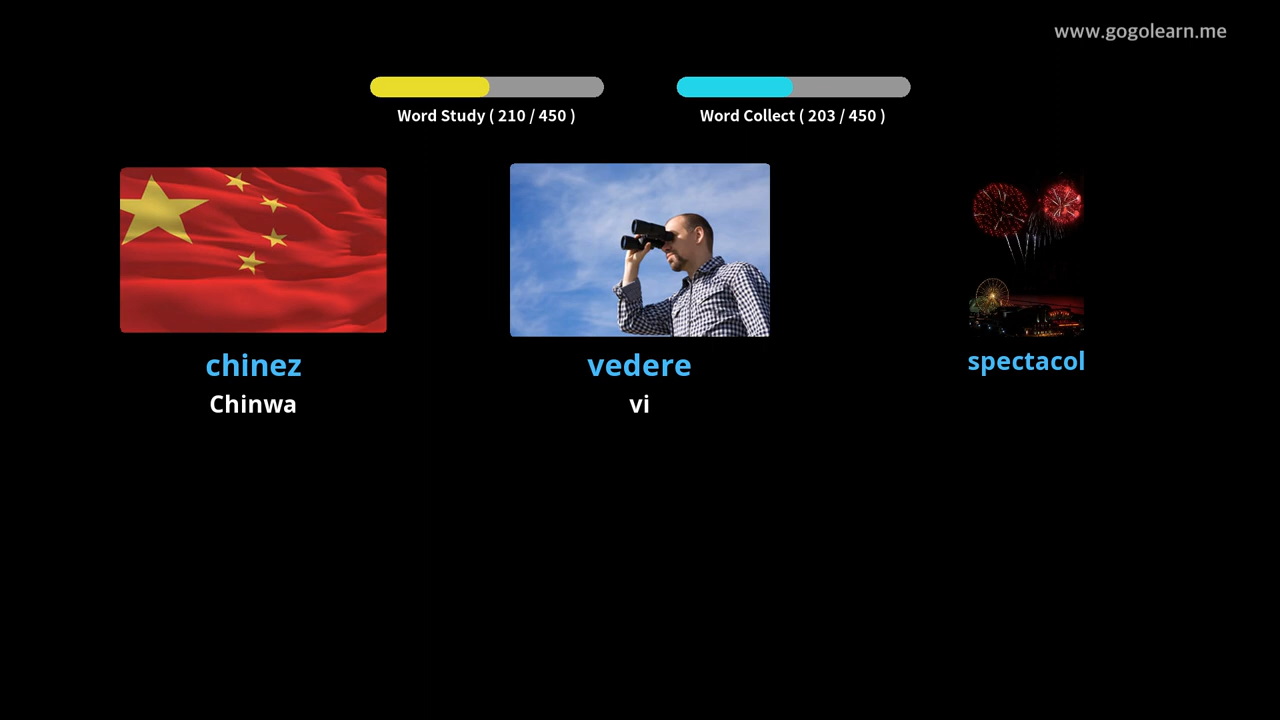 www.gogolearn.me
Word Study ( 210 / 450 )
Word Collect ( 203 / 450 )
chinez
vedere
spectacol
Chinwa
vi